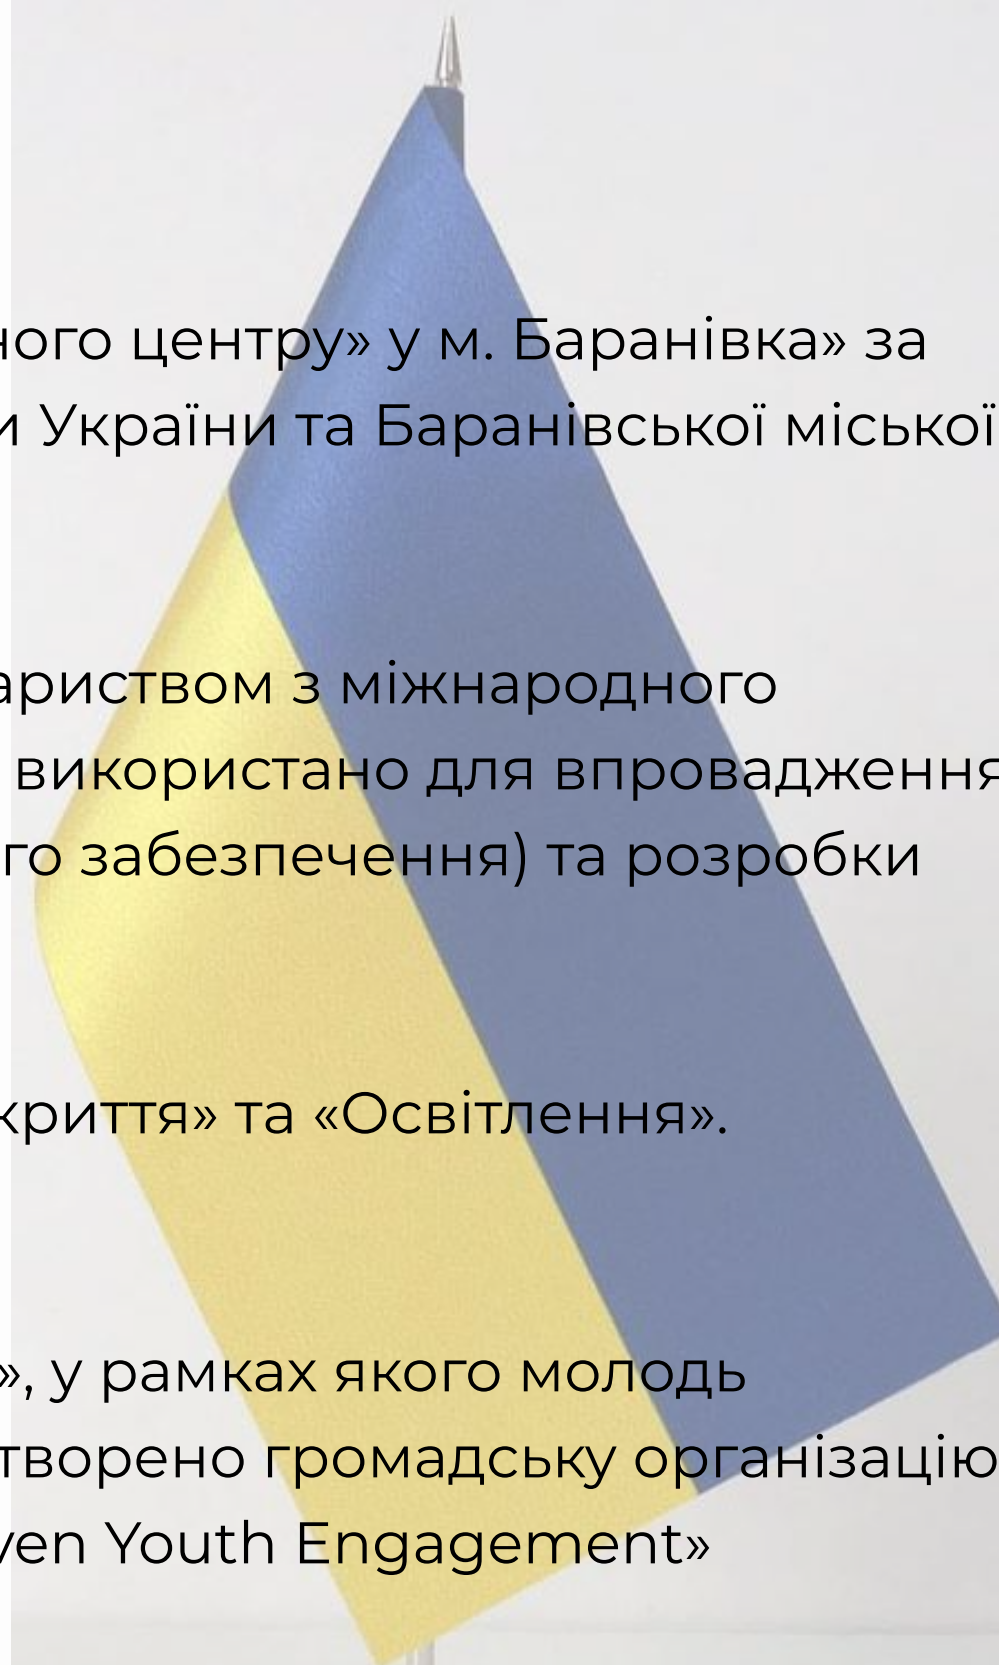 ного центру» у м. Баранівка» за
и України та Баранівської міської
ариством з міжнародного
використано для впровадження
го забезпечення) та розробки
криття» та «Освітлення».
», у рамках якого молодь
творено громадську організацію
ven Youth Engagement»